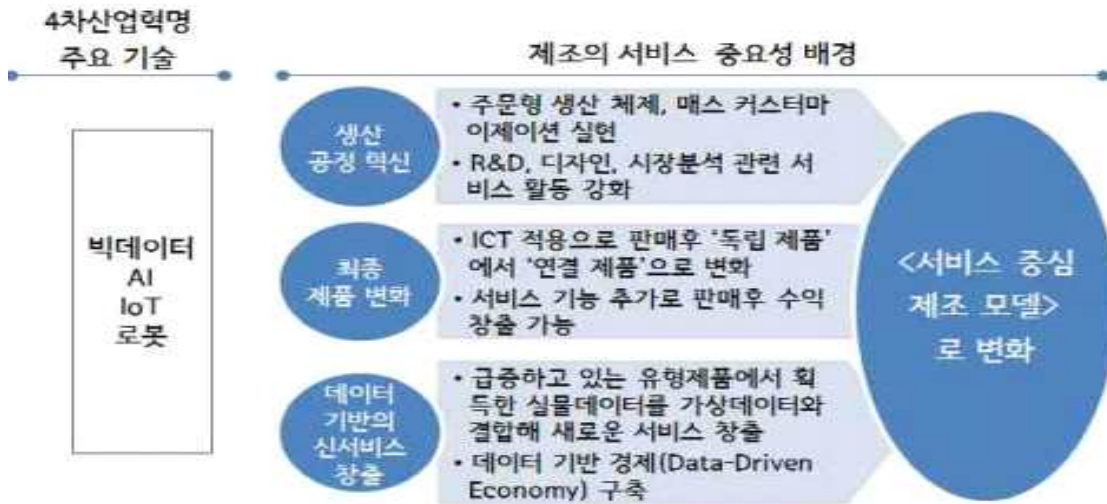 4차산업혁명
주요 기술
제조의 서비스 중요성 배경
빅데이터
AI
IoT
로봇
생산
공정 혁신
• 주문형 생산 체제, 매스 커스터마
이제이션 실현
• R&D, 디자인, 시장분석 관련 서
비스 활동 강화
최종
제품 변화
• ICT 적용으로 판매후 '독립 제품'
에서 '연결 제품'으로 변화
• 서비스 기능 추가로 판매후 수익
창출 가능
데이터
기반의
신서비스
창출
• 급증하고 있는 유형제품에서 획
득한 실물데이터를 가상데이터와
결합해 새로운 서비스 창출
• 데이터 기반 경제(Data-Driven
Economy) 구축
<서비스 중심
제조 모델>
로 변화